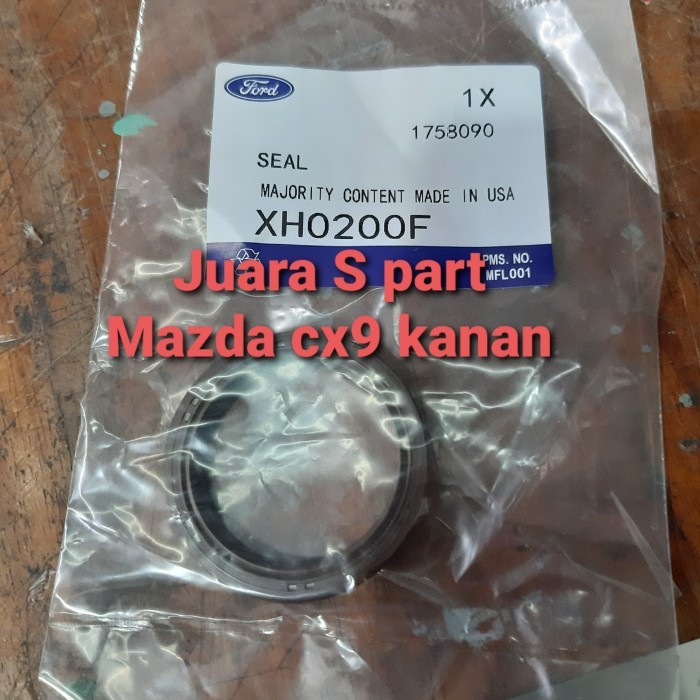 Ford
1X
1758090
SEAL
MAJORITY CONTENT MADE IN USA
XH0200F
PMS. NO.
MFL001
Juara S part
Mazda cx9 kanan